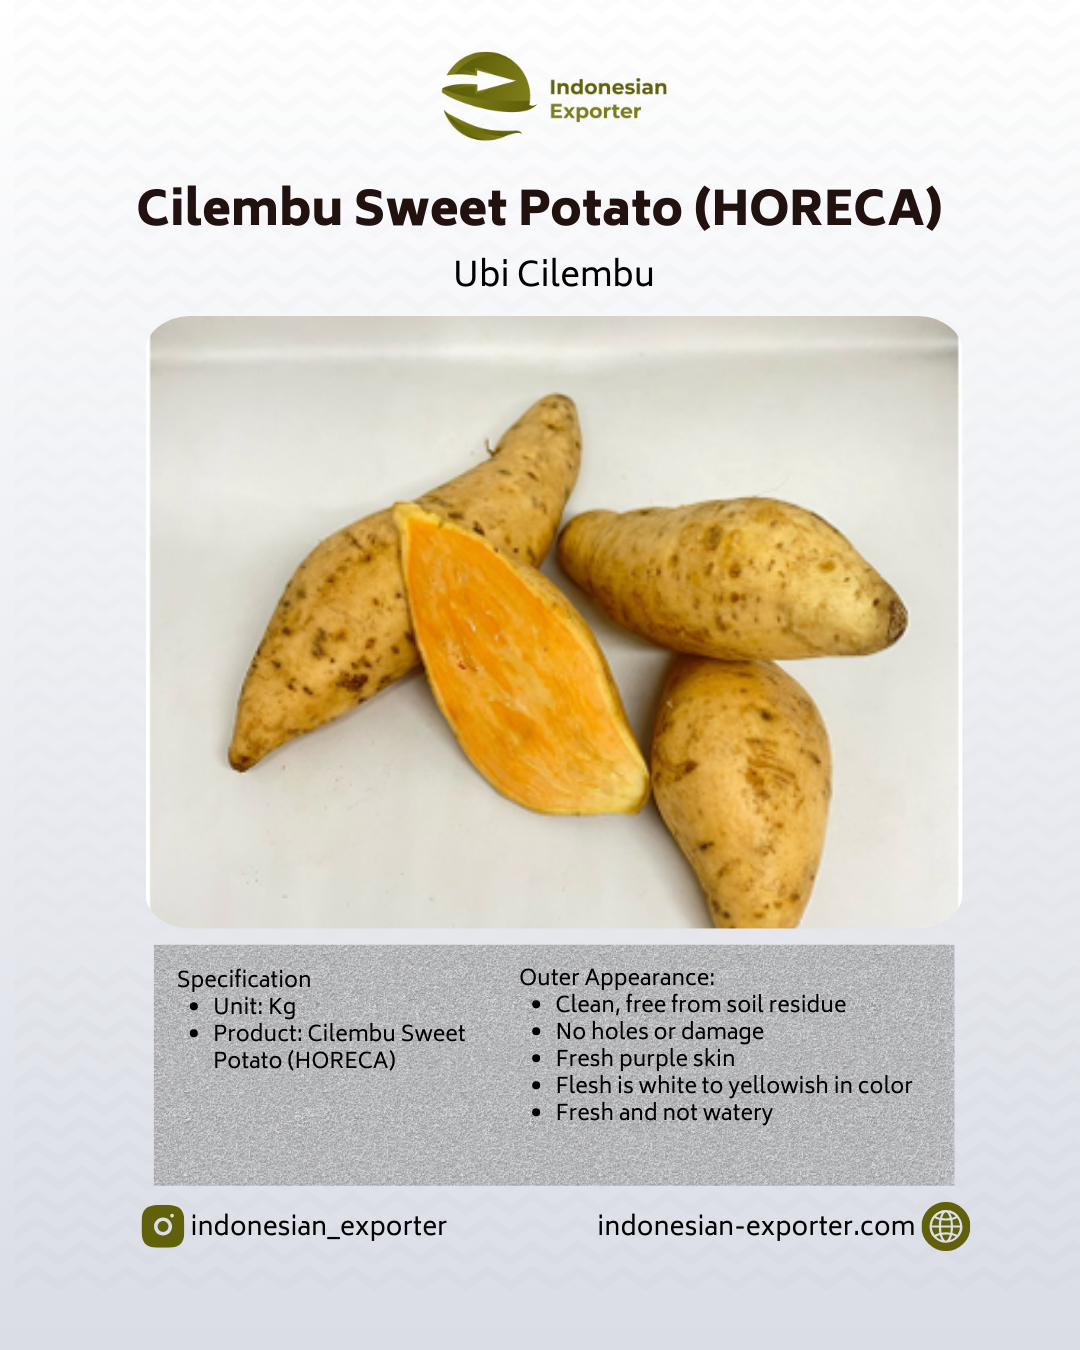 Indonesian
Exporter
Cilembu Sweet Potato (HORECA)
Ubi Cilembu
Specification
• Unit: Kg
• Product: Cilembu Sweet
Potato (HORECA)
Outer Appearance:
• Clean, free from soil residue
• No holes or damage
• Fresh purple skin
• Flesh is white to yellowish in color
• Fresh and not watery
indonesian_exporter
indonesian-exporter.com